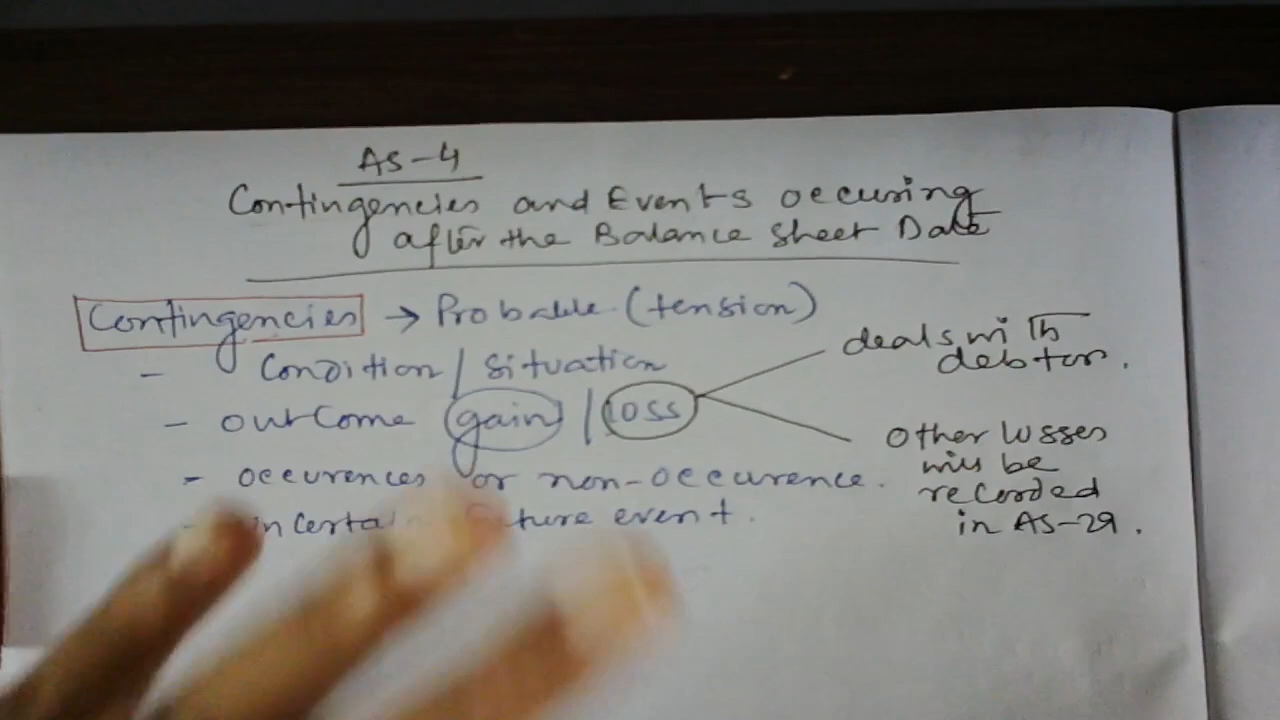 AS-4
Contingencies and Events occuring
after the Balance Sheet Date
Contingencies → Probable (tension)
- Condition / Situation
- outcome gain / loss
deals with
debtor.
Other losses
will be
recorded
in AS-29.
- occurences or non-occurence.
event.